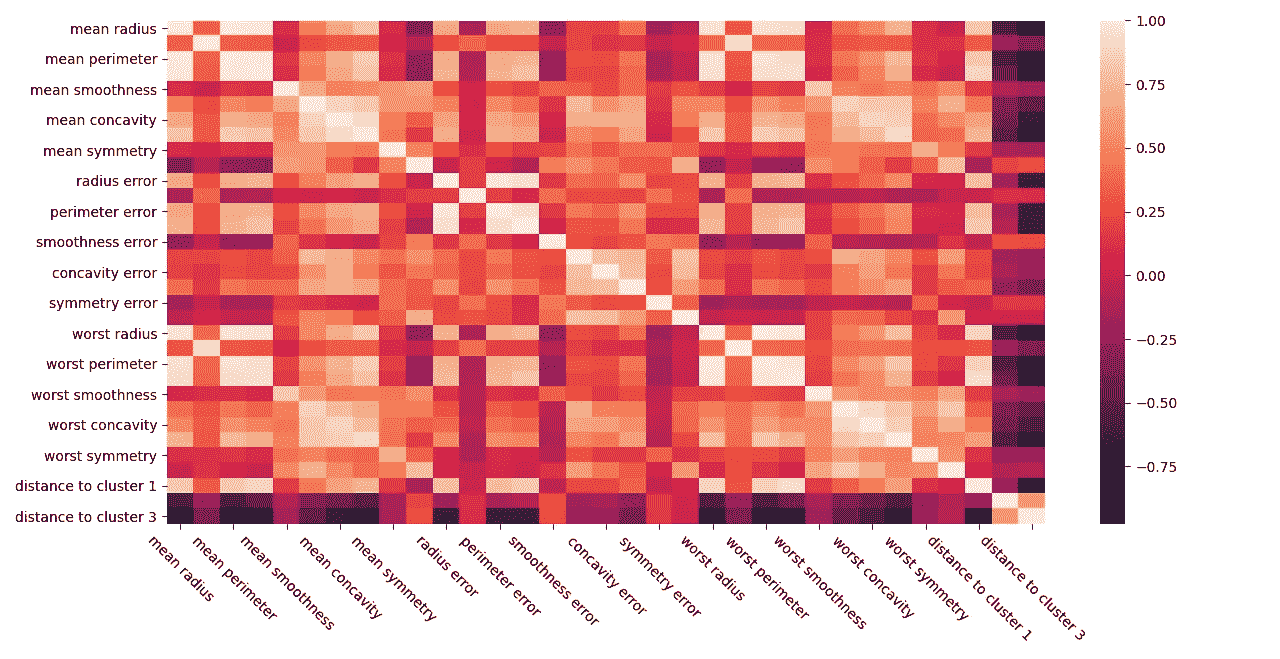 mean radius
mean perimeter
mean smoothness
mean concavity
mean symmetry
radius error
perimeter error
smoothness error
concavity error
symmetry error
worst radius
worst perimeter
worst smoothness
worst concavity
worst symmetry
distance to cluster 1
distance to cluster 3
1.00
0.75
0.50
0.25
0.00
−0.25
−0.50
−0.75
mean radius
mean perimeter
mean smoothness
mean concavity
mean symmetry
radius error
perimeter error
smoothness error
concavity error
symmetry error
worst radius
worst perimeter
worst smoothness
worst concavity
worst symmetry
distance to cluster 1
distance to cluster 3